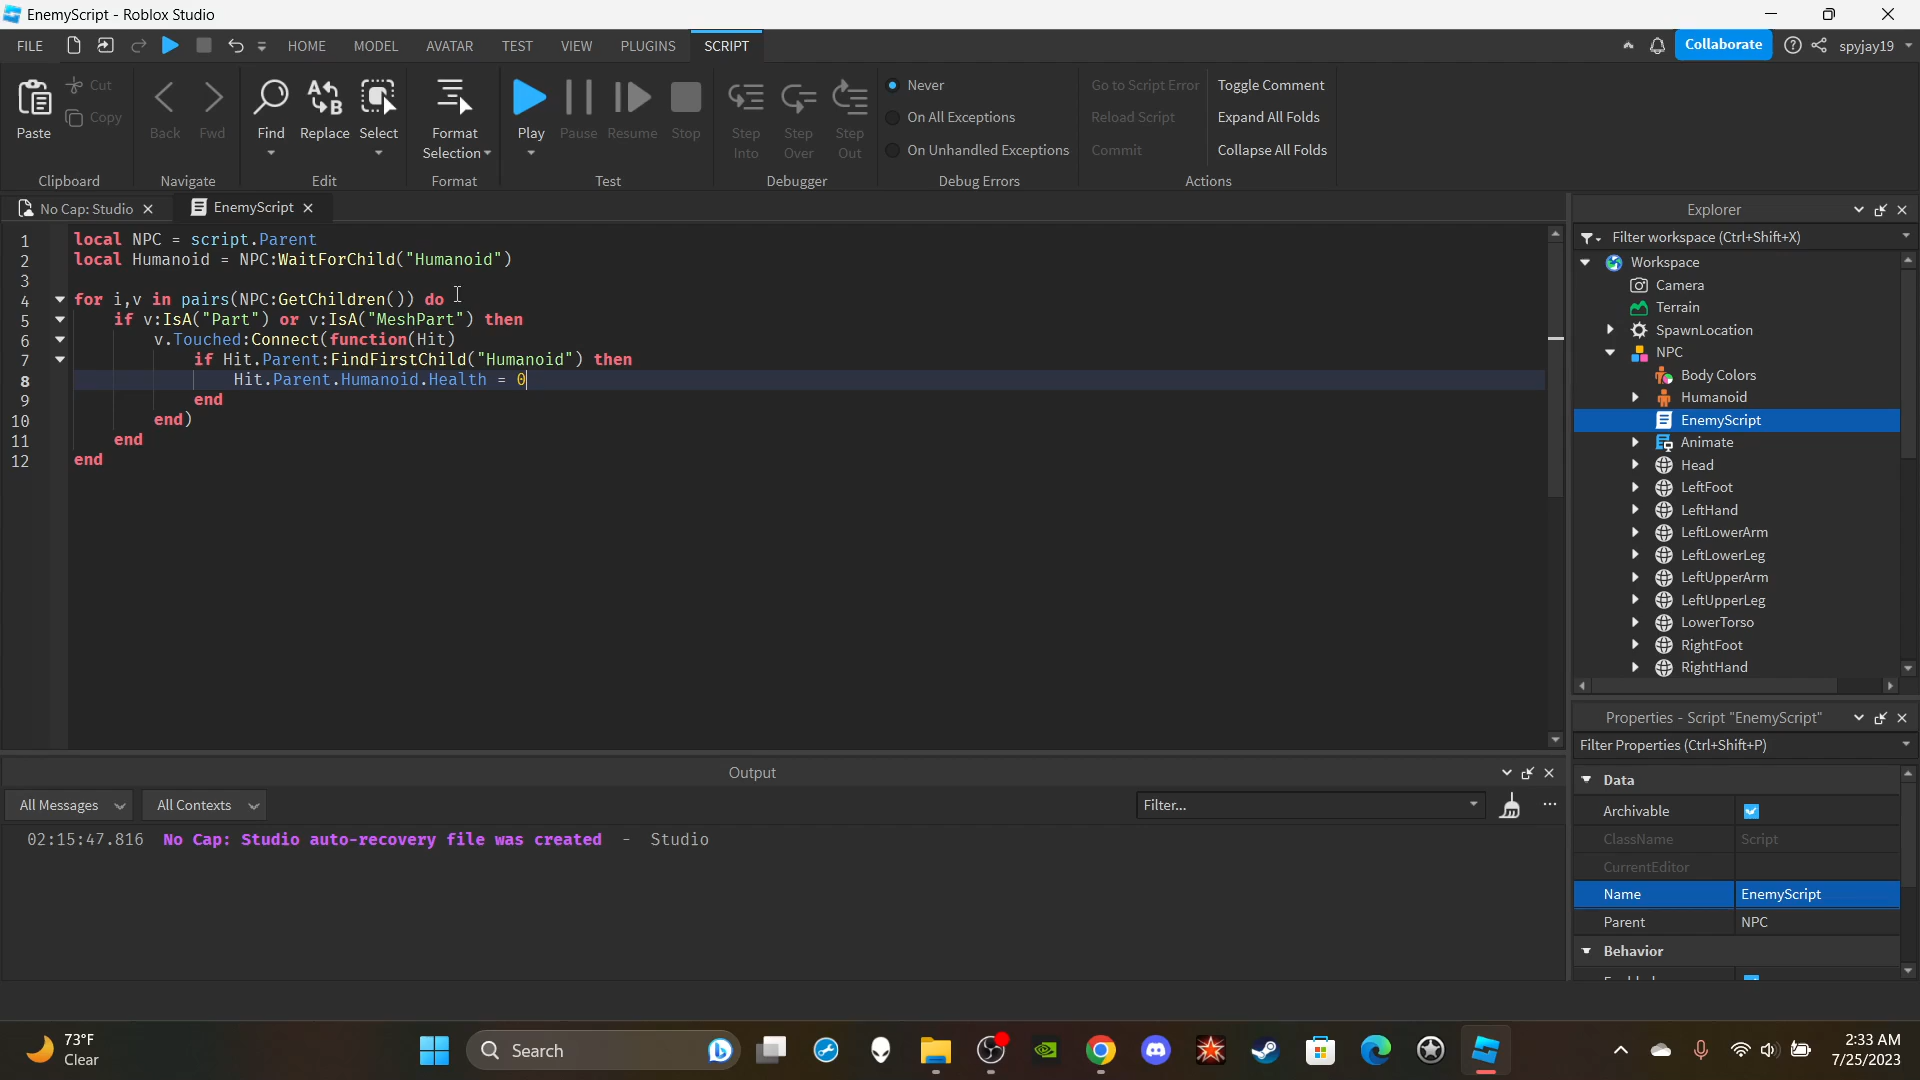 EnemyScript - Roblox Studio
FILE HOME MODEL AVATAR TEST VIEW PLUGINS SCRIPT Collaborate spyjay19
Paste Cut Copy
Back Fwd
Find Replace Select
Format Selection
Play Pause Resume Stop
Step Into Step Over Step Out
Never
On All Exceptions
On Unhandled Exceptions
Go to Script Error
Reload Script
Commit
Toggle Comment
Expand All Folds
Collapse All Folds
Clipboard Navigate Edit Format Test Debugger Debug Errors Actions
No Cap: Studio EnemyScript
1 local NPC = script.Parent
2 local Humanoid = NPC:WaitForChild("Humanoid")
3
4 for i,v in pairs(NPC:GetChildren()) do
5 if v:IsA("Part") or v:IsA("MeshPart") then
6 v.Touched:Connect(function(Hit)
7 if Hit.Parent:FindFirstChild("Humanoid") then
8 Hit.Parent.Humanoid.Health = 0
9 end
10 end)
11 end
12 end
Explorer
Filter workspace (Ctrl+Shift+X)
Workspace
Camera
Terrain
SpawnLocation
NPC
Body Colors
Humanoid
EnemyScript
Animate
Head
LeftFoot
LeftHand
LeftLowerArm
LeftLowerLeg
LeftUpperArm
LeftUpperLeg
LowerTorso
RightFoot
RightHand
Properties - Script "EnemyScript"
Filter Properties (Ctrl+Shift+P)
Data
Archivable
ClassName Script
CurrentEditor
Name EnemyScript
Parent NPC
Behavior
Output
All Messages All Contexts Filter...
02:15:47.816 No Cap: Studio auto-recovery file was created - Studio
73°F
Clear
Search
2:33 AM
7/25/2023